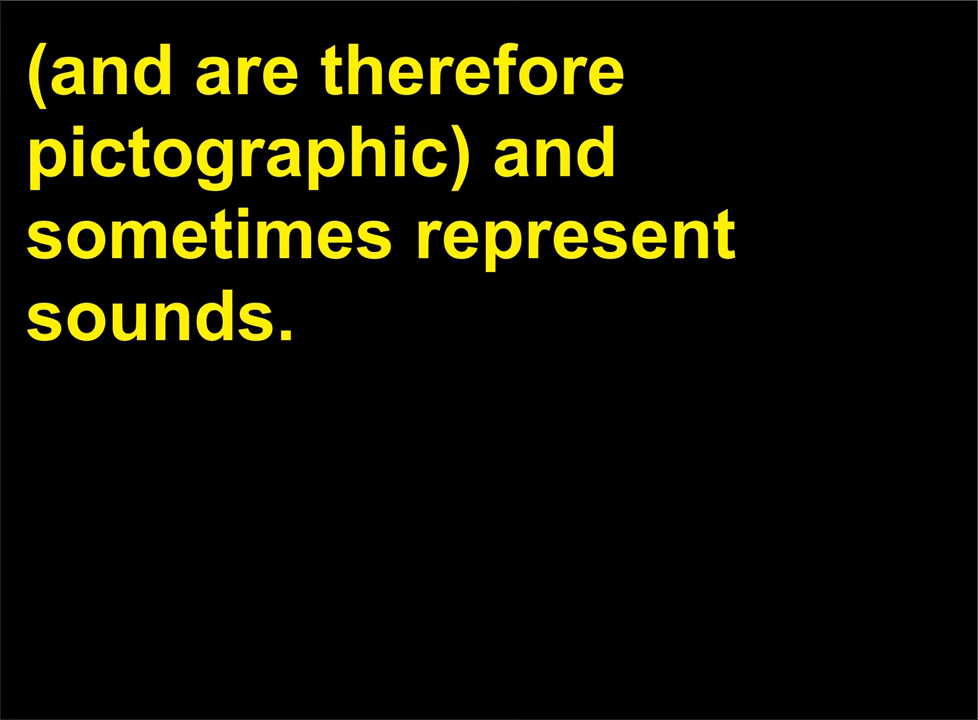 (and are therefore
pictographic) and
sometimes represent
sounds.